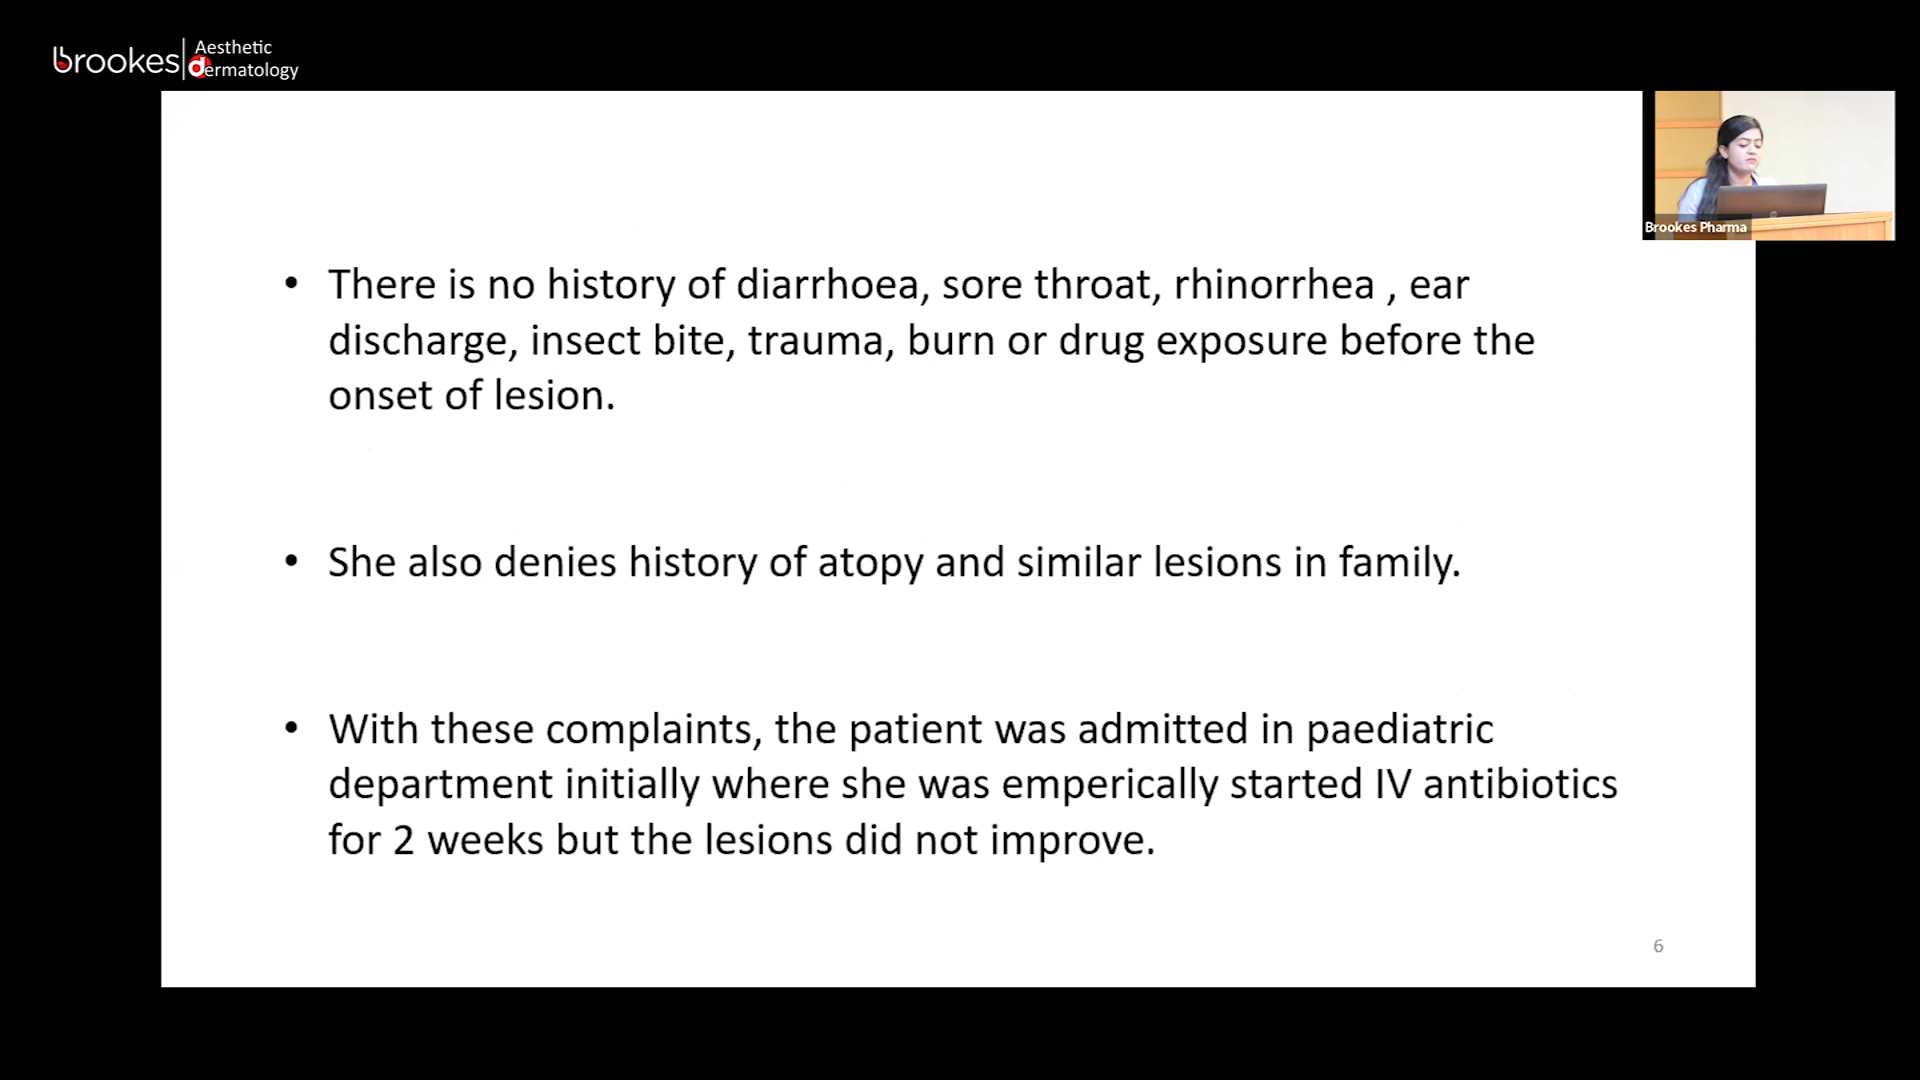 brookes
Aesthetic
dermatology
Brookes Pharma
• There is no history of diarrhoea, sore throat, rhinorrhea , ear
discharge, insect bite, trauma, burn or drug exposure before the
onset of lesion.
• She also denies history of atopy and similar lesions in family.
• With these complaints, the patient was admitted in paediatric
department initially where she was emperically started IV antibiotics
for 2 weeks but the lesions did not improve.
6